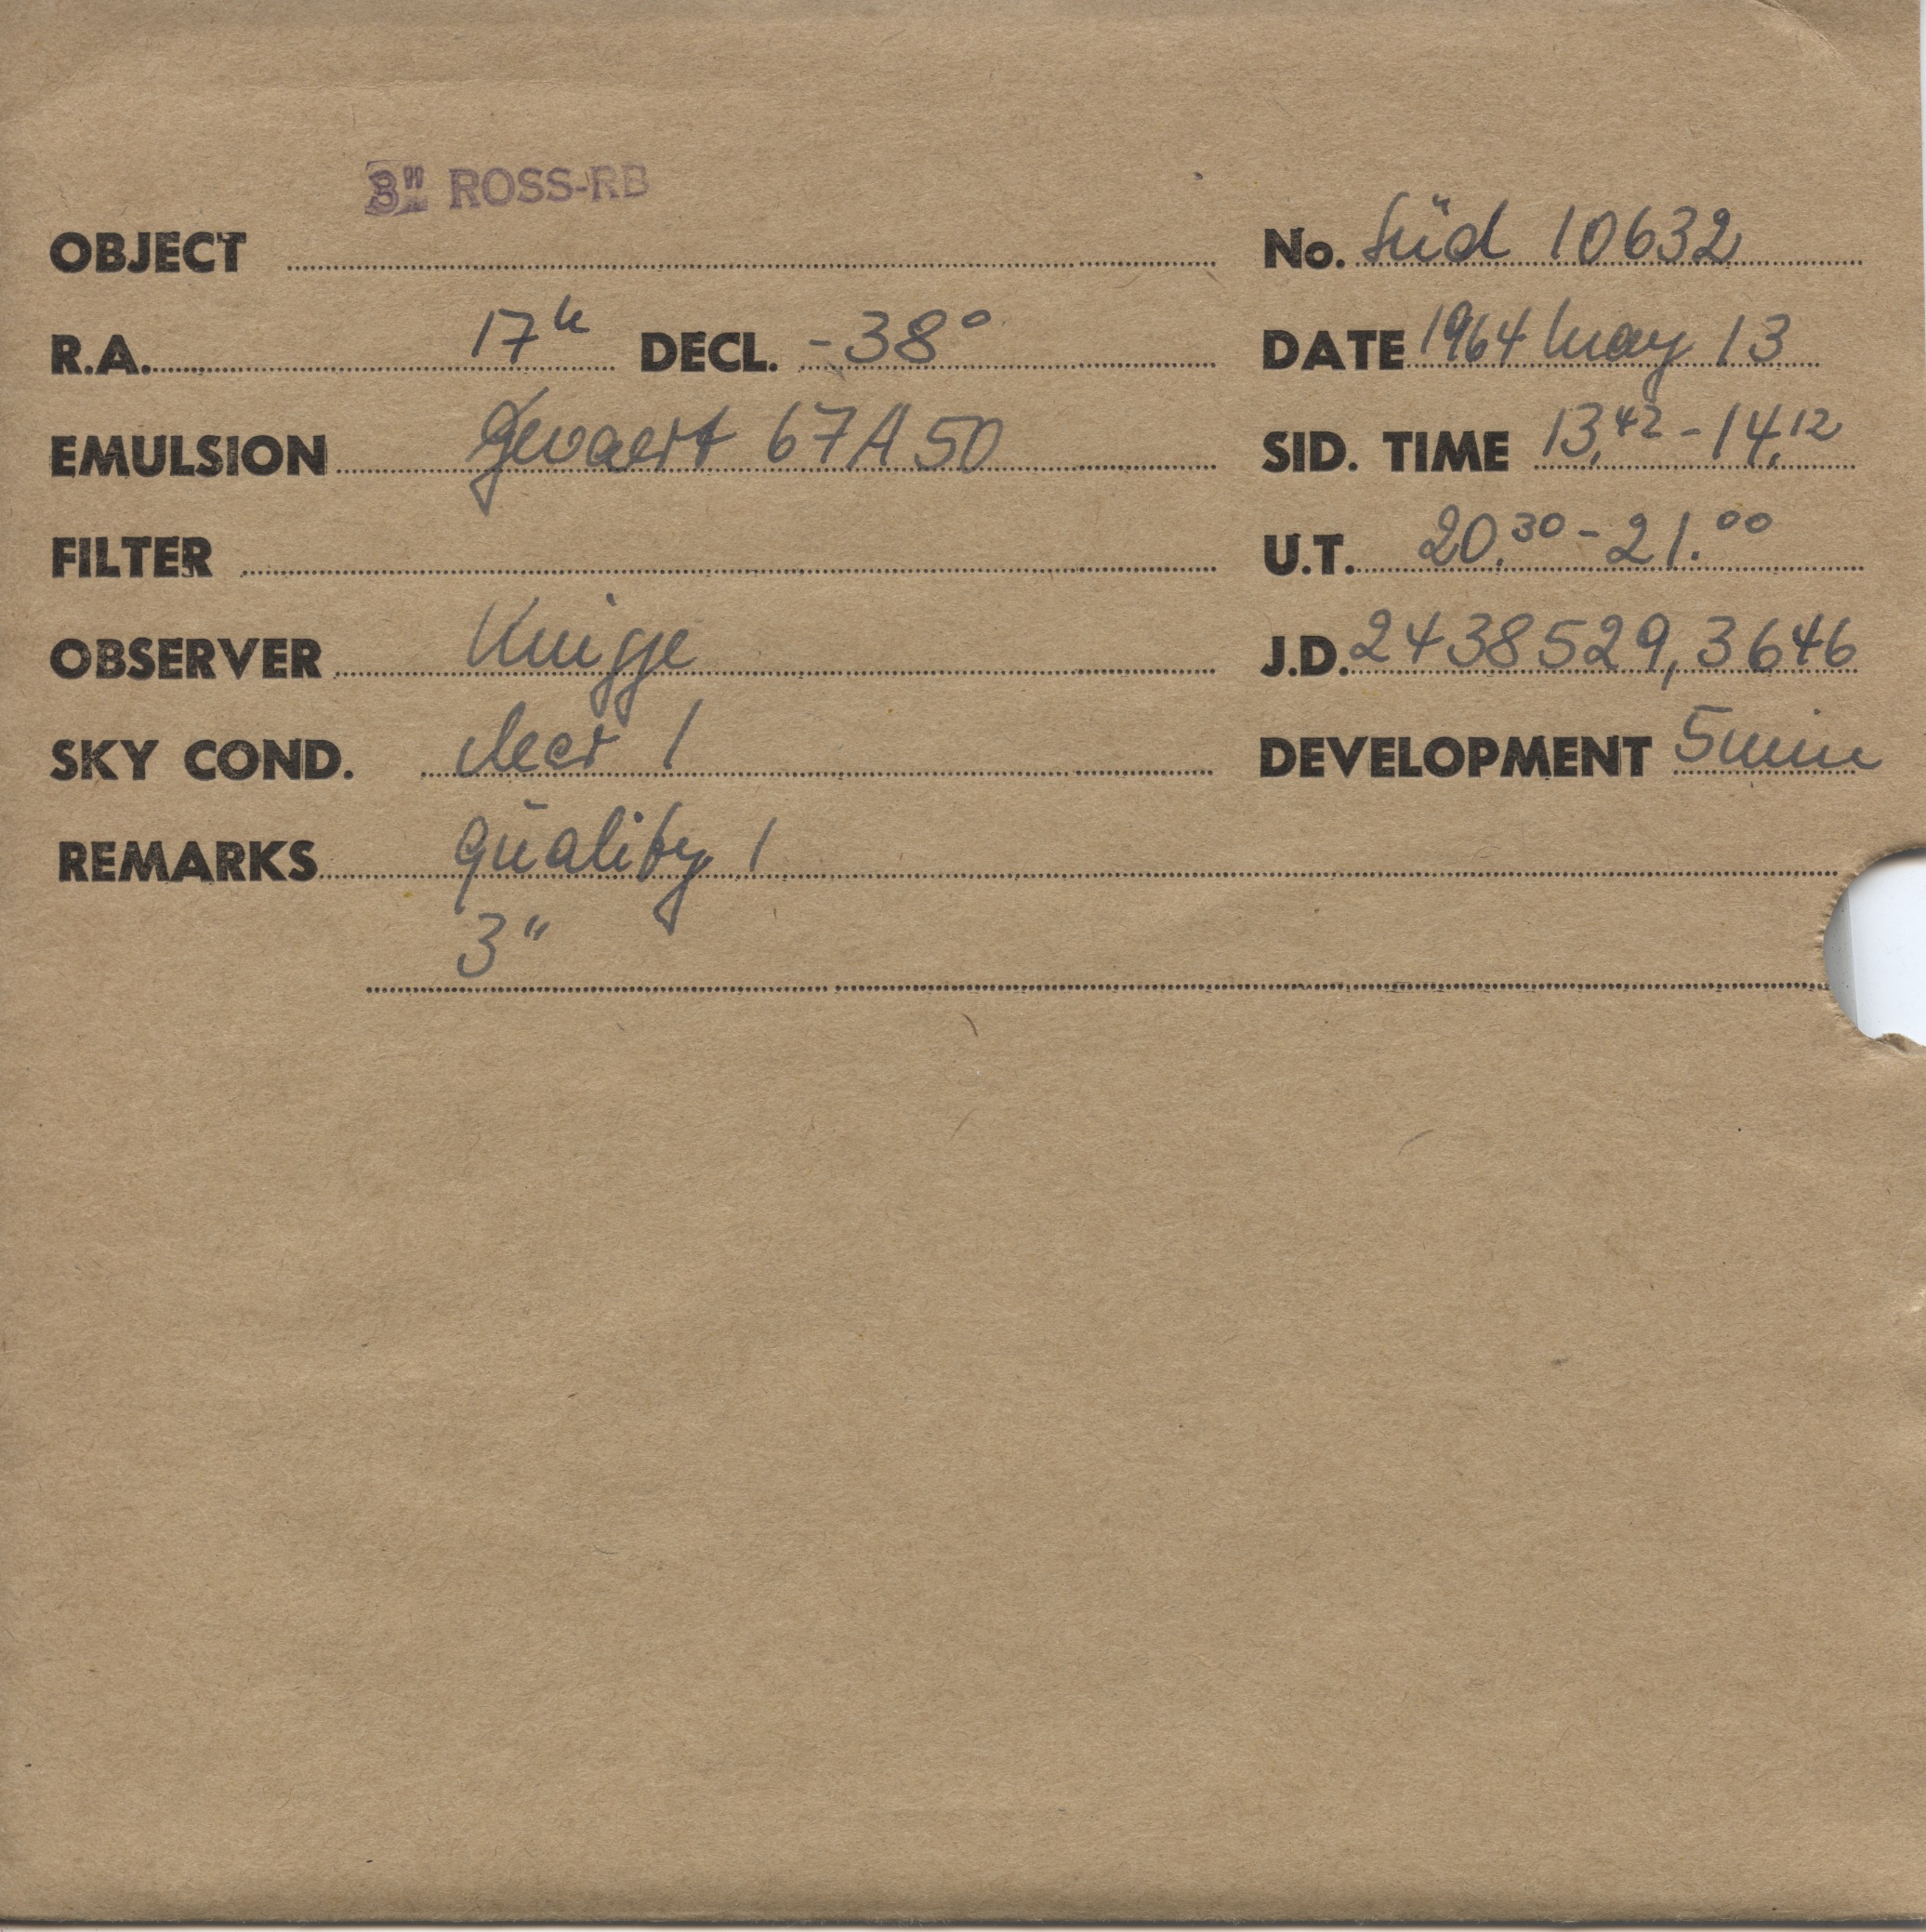 3" ROSS-RB
OBJECT No. Süd 10632
R.A. 17h DECL. -38° DATE 1964 May 13
EMULSION Gevaert 67A50 SID. TIME 13,42 - 14,12
FILTER U.T. 20.30 - 21.00
OBSERVER Knigge J.D. 2438529,3646
SKY COND. clear 1 DEVELOPMENT 5min
REMARKS quality 1
3"